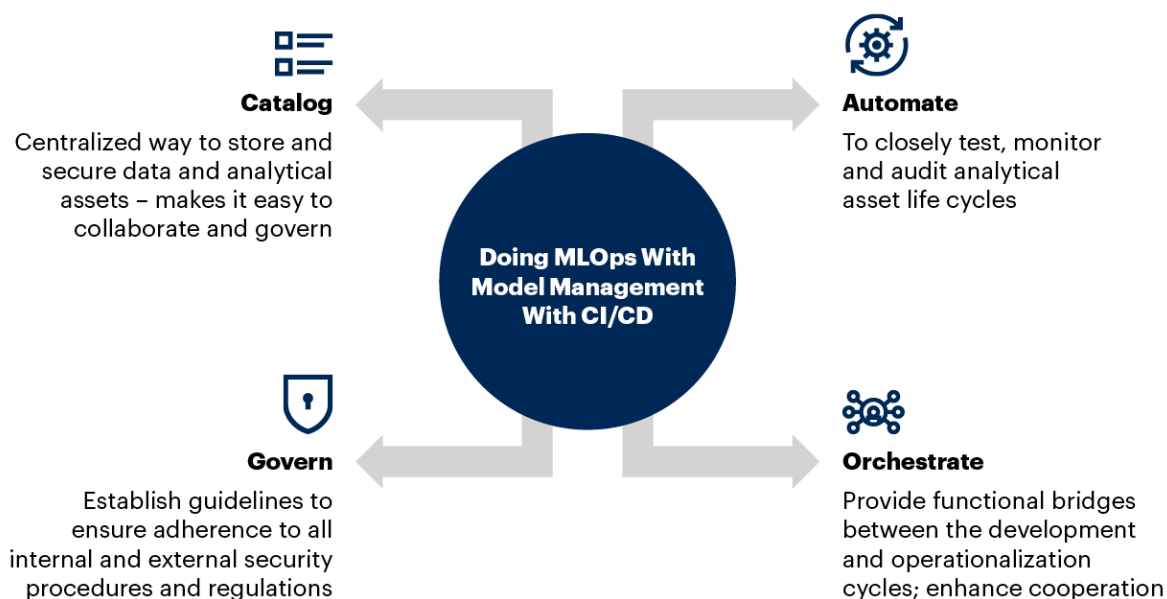 Catalog
Centralized way to store and
secure data and analytical
assets – makes it easy to
collaborate and govern
Automate
To closely test, monitor
and audit analytical
asset life cycles
Doing MLOps With
Model Management
With CI/CD
Govern
Establish guidelines to
ensure adherence to all
internal and external security
procedures and regulations
Orchestrate
Provide functional bridges
between the development
and operationalization
cycles; enhance cooperation